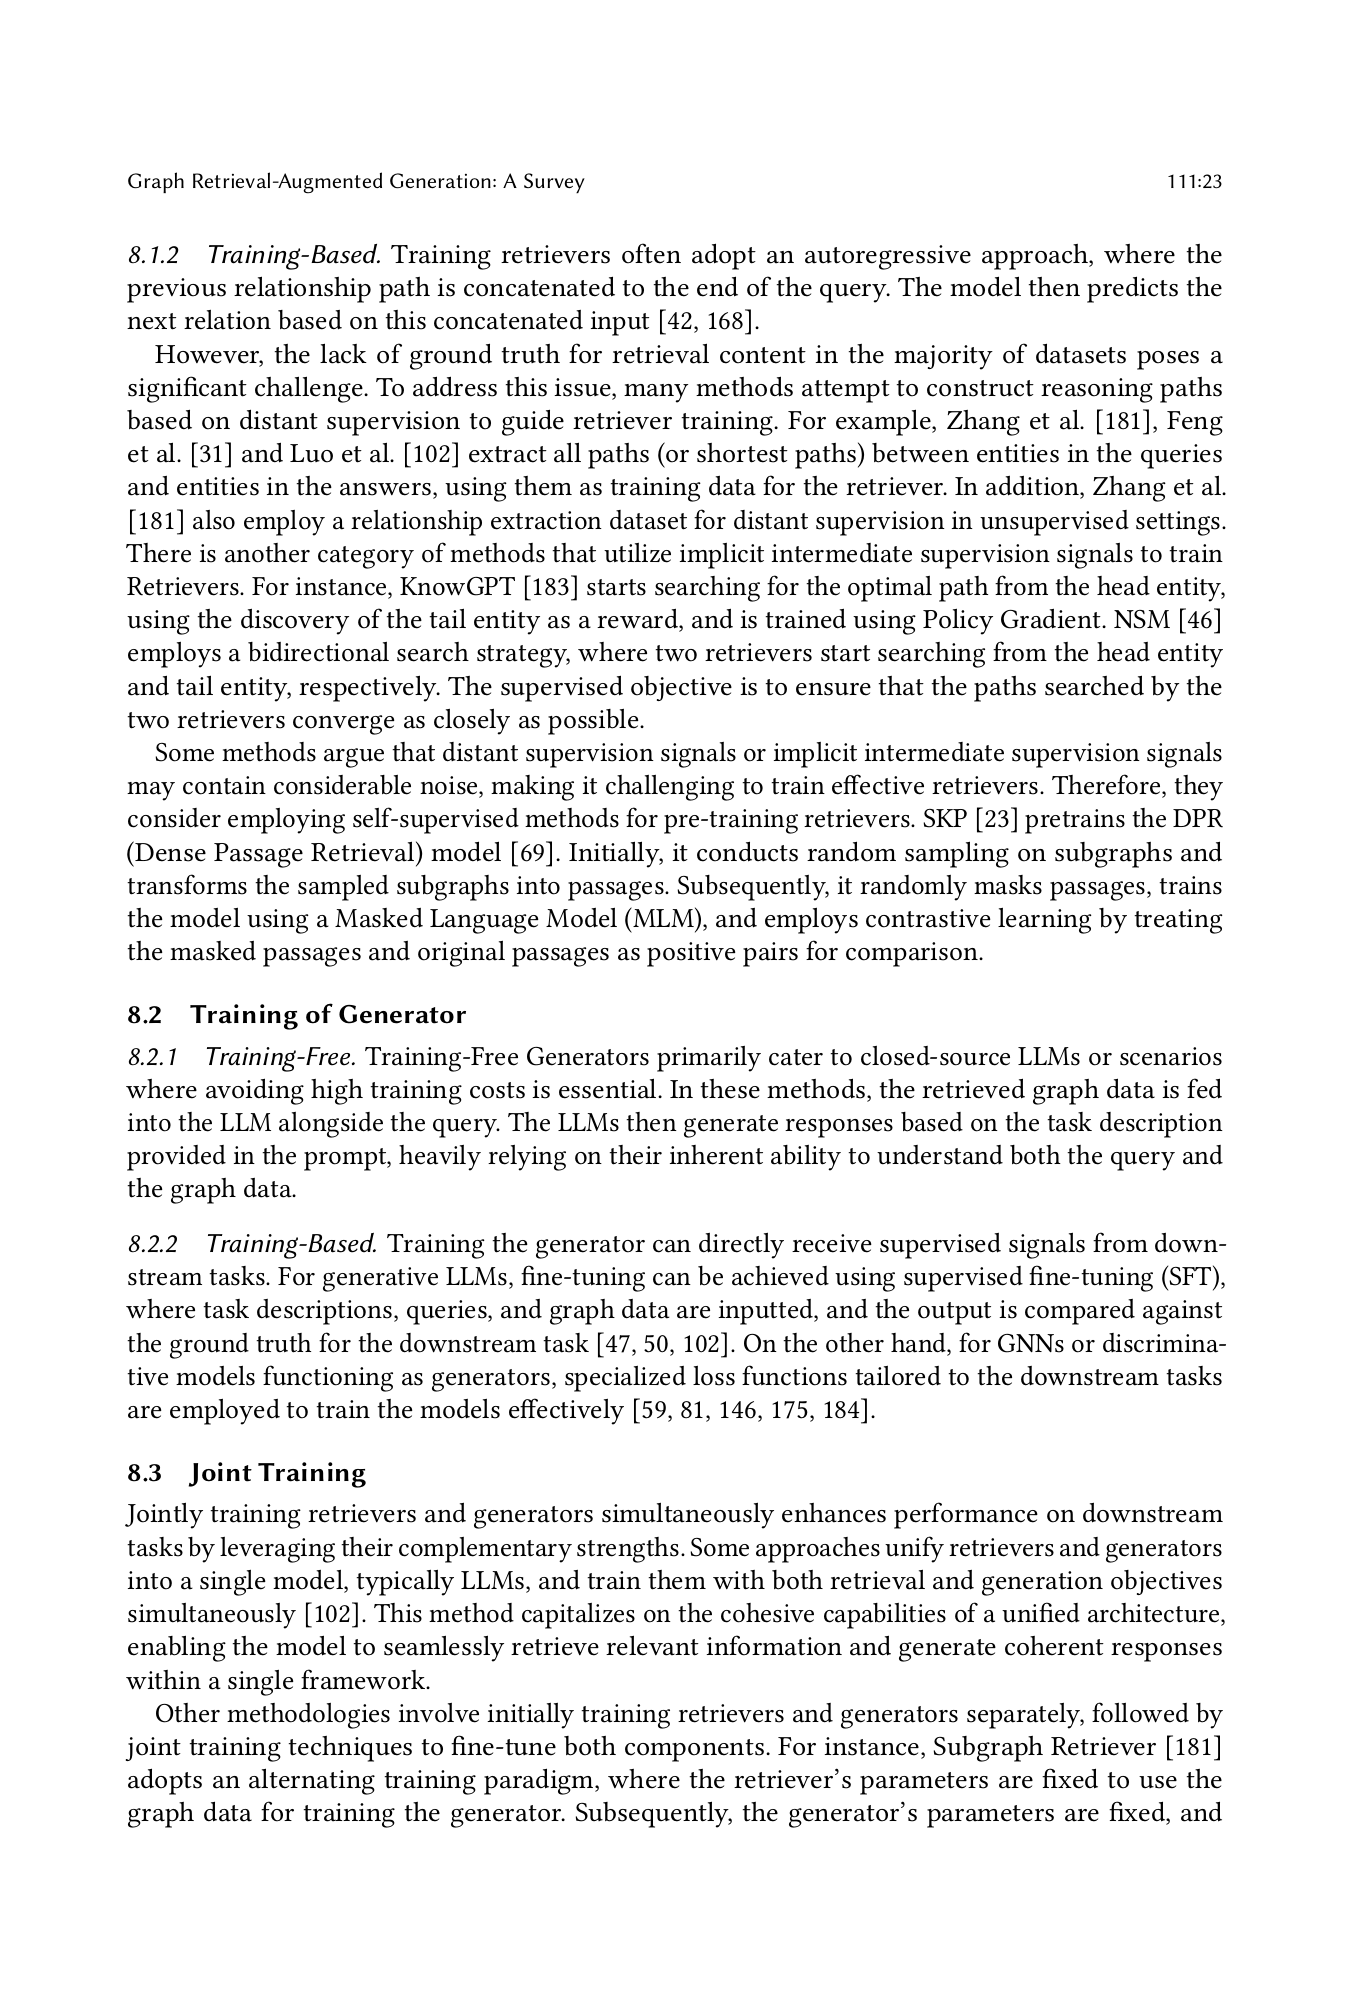 Graph Retrieval-Augmented Generation: A Survey 111:23
8.1.2 Training-Based. Training retrievers often adopt an autoregressive approach, where the
previous relationship path is concatenated to the end of the query. The model then predicts the
next relation based on this concatenated input [42, 168].
However, the lack of ground truth for retrieval content in the majority of datasets poses a
significant challenge. To address this issue, many methods attempt to construct reasoning paths
based on distant supervision to guide retriever training. For example, Zhang et al. [181], Feng
et al. [31] and Luo et al. [102] extract all paths (or shortest paths) between entities in the queries
and entities in the answers, using them as training data for the retriever. In addition, Zhang et al.
[181] also employ a relationship extraction dataset for distant supervision in unsupervised settings.
There is another category of methods that utilize implicit intermediate supervision signals to train
Retrievers. For instance, KnowGPT [183] starts searching for the optimal path from the head entity,
using the discovery of the tail entity as a reward, and is trained using Policy Gradient. NSM [46]
employs a bidirectional search strategy, where two retrievers start searching from the head entity
and tail entity, respectively. The supervised objective is to ensure that the paths searched by the
two retrievers converge as closely as possible.
Some methods argue that distant supervision signals or implicit intermediate supervision signals
may contain considerable noise, making it challenging to train effective retrievers. Therefore, they
consider employing self-supervised methods for pre-training retrievers. SKP [23] pretrains the DPR
(Dense Passage Retrieval) model [69]. Initially, it conducts random sampling on subgraphs and
transforms the sampled subgraphs into passages. Subsequently, it randomly masks passages, trains
the model using a Masked Language Model (MLM), and employs contrastive learning by treating
the masked passages and original passages as positive pairs for comparison.
8.2 Training of Generator
8.2.1 Training-Free. Training-Free Generators primarily cater to closed-source LLMs or scenarios
where avoiding high training costs is essential. In these methods, the retrieved graph data is fed
into the LLM alongside the query. The LLMs then generate responses based on the task description
provided in the prompt, heavily relying on their inherent ability to understand both the query and
the graph data.
8.2.2 Training-Based. Training the generator can directly receive supervised signals from down-
stream tasks. For generative LLMs, fine-tuning can be achieved using supervised fine-tuning (SFT),
where task descriptions, queries, and graph data are inputted, and the output is compared against
the ground truth for the downstream task [47, 50, 102]. On the other hand, for GNNs or discrimina-
tive models functioning as generators, specialized loss functions tailored to the downstream tasks
are employed to train the models effectively [59, 81, 146, 175, 184].
8.3 Joint Training
Jointly training retrievers and generators simultaneously enhances performance on downstream
tasks by leveraging their complementary strengths. Some approaches unify retrievers and generators
into a single model, typically LLMs, and train them with both retrieval and generation objectives
simultaneously [102]. This method capitalizes on the cohesive capabilities of a unified architecture,
enabling the model to seamlessly retrieve relevant information and generate coherent responses
within a single framework.
Other methodologies involve initially training retrievers and generators separately, followed by
joint training techniques to fine-tune both components. For instance, Subgraph Retriever [181]
adopts an alternating training paradigm, where the retriever's parameters are fixed to use the
graph data for training the generator. Subsequently, the generator's parameters are fixed, and